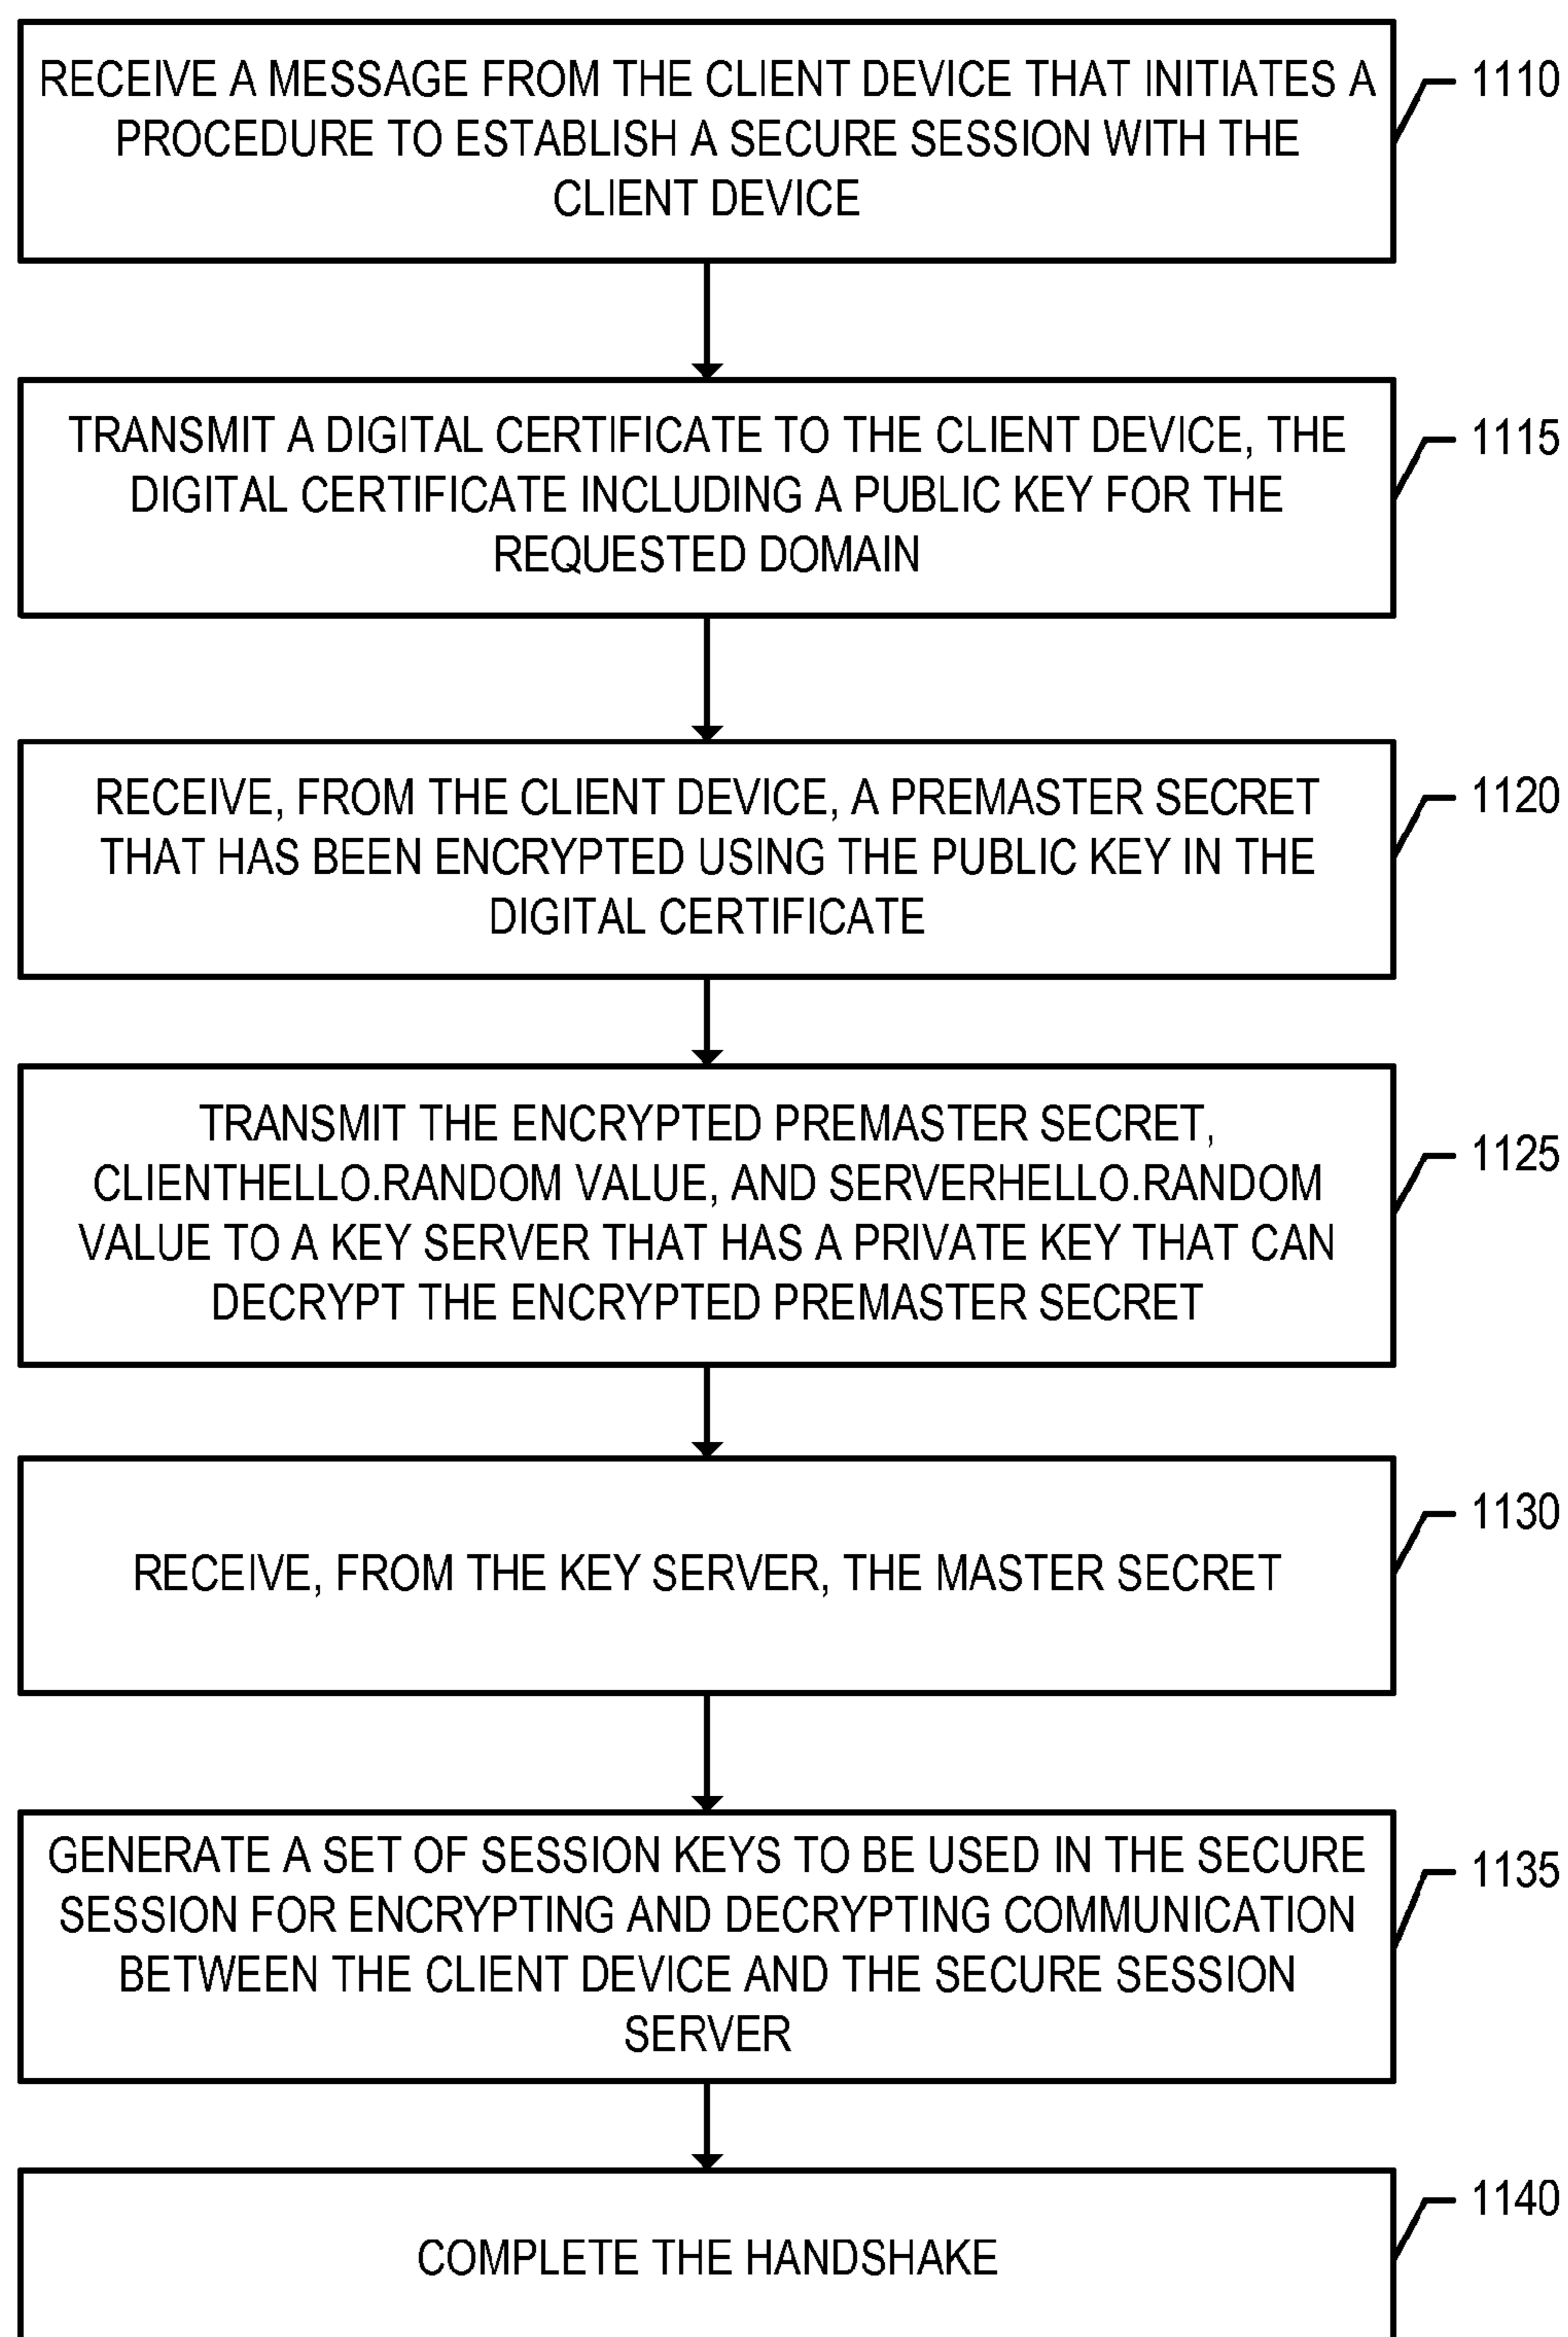 RECEIVE A MESSAGE FROM THE CLIENT DEVICE THAT INITIATES A
PROCEDURE TO ESTABLISH A SECURE SESSION WITH THE
CLIENT DEVICE
1110
TRANSMIT A DIGITAL CERTIFICATE TO THE CLIENT DEVICE, THE
DIGITAL CERTIFICATE INCLUDING A PUBLIC KEY FOR THE
REQUESTED DOMAIN
1115
RECEIVE, FROM THE CLIENT DEVICE, A PREMASTER SECRET
THAT HAS BEEN ENCRYPTED USING THE PUBLIC KEY IN THE
DIGITAL CERTIFICATE
1120
TRANSMIT THE ENCRYPTED PREMASTER SECRET,
CLIENTHELLO.RANDOM VALUE, AND SERVERHELLO.RANDOM
VALUE TO A KEY SERVER THAT HAS A PRIVATE KEY THAT CAN
DECRYPT THE ENCRYPTED PREMASTER SECRET
1125
RECEIVE, FROM THE KEY SERVER, THE MASTER SECRET
1130
GENERATE A SET OF SESSION KEYS TO BE USED IN THE SECURE
SESSION FOR ENCRYPTING AND DECRYPTING COMMUNICATION
BETWEEN THE CLIENT DEVICE AND THE SECURE SESSION
SERVER
1135
COMPLETE THE HANDSHAKE
1140